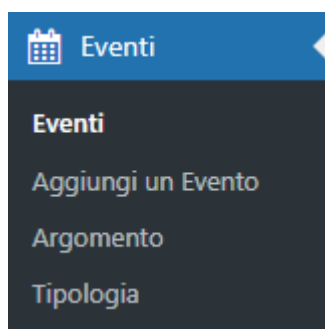 Eventi
Eventi
Aggiungi un Evento
Argomento
Tipologia